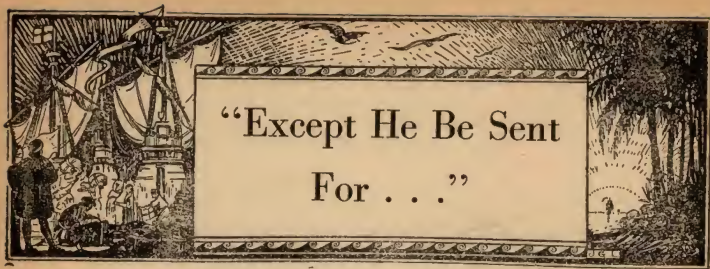 “Except He Be Sent
For . . .”